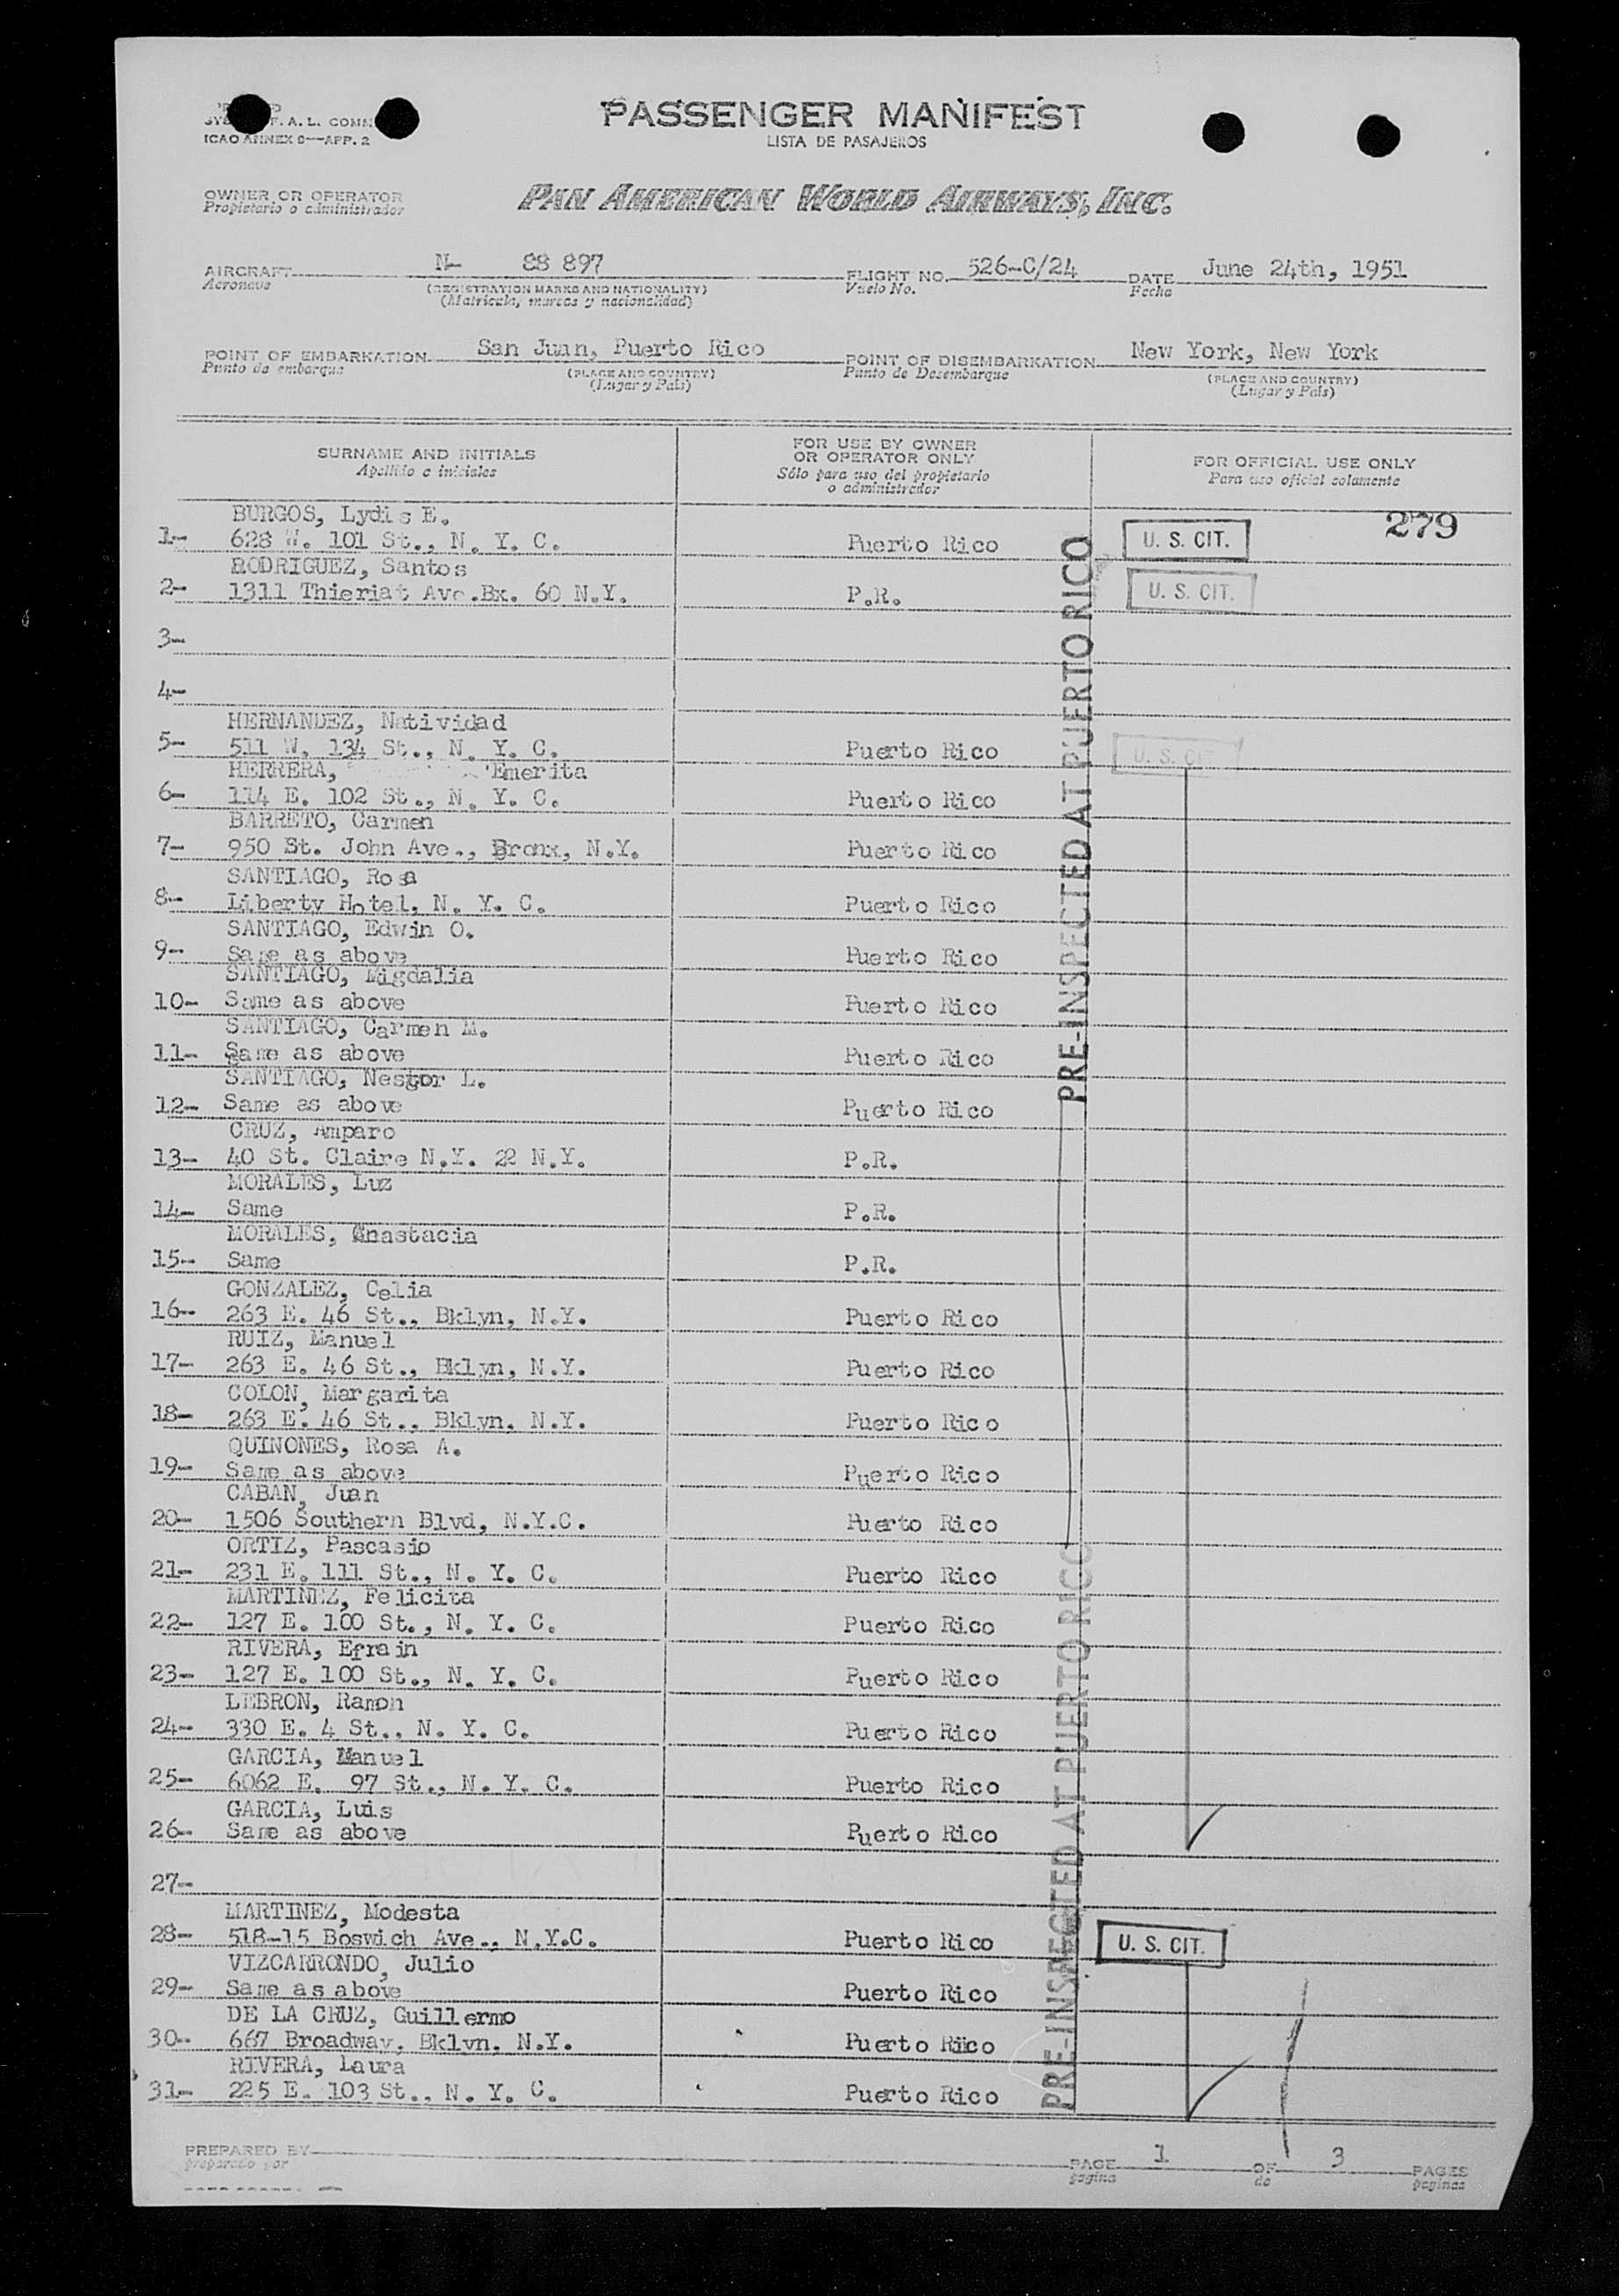 F. A. L. COMM
ICAO ANNEX 9—APP. 2
PASSENGER MANIFEST
LISTA DE PASAJEROS
OWNER OR OPERATOR
Propietario o administrador
PAN AMERICAN WORLD AIRWAYS, INC.
AIRCRAFT N- 88 897 FLIGHT NO. 526-C/24 DATE June 24th, 1951
Aeronave (REGISTRATION MARKS AND NATIONALITY) Vuelo No. Fecha
(Matricula, marcas y nacionalidad)
POINT OF EMBARKATION San Juan, Puerto Rico POINT OF DISEMBARKATION New York, New York
Punto de embarque (PLACE AND COUNTRY) Punto de Desembarque (PLACE AND COUNTRY)
(Lugar y País) (Lugar y País)
SURNAME AND INITIALS FOR USE BY OWNER OR OPERATOR ONLY FOR OFFICIAL USE ONLY
Apellido e iniciales Sólo para uso del propietario o administrador Para uso oficial solamente
279
BURGOS, Lydis E.
1- 628 W. 101 St., N. Y. C. Puerto Rico U. S. CIT.
RODRIGUEZ, Santos
2- 1311 Thieriat Ave.Bx. 60 N.Y. P.R. U. S. CIT.
3-
4-
HERNANDEZ, Natividad
5- 511 W. 134 St., N. Y. C. Puerto Rico U. S. CIT
HERRERA, Emerita
6- 114 E. 102 St., N. Y. C. Puerto Rico
BARRETO, Carmen
7- 950 St. John Ave., Bronx, N.Y. Puerto Rico
SANTIAGO, Rosa
8- Liberty Hotel, N. Y. C. Puerto Rico
SANTIAGO, Edwin O.
9- Same as above Puerto Rico
SANTIAGO, Migdalia
10- Same as above Puerto Rico
SANTIAGO, Carmen M.
11- Same as above Puerto Rico
SANTIAGO, Nestor L.
12- Same as above Puerto Rico
CRUZ, Amparo
13- 40 St. Claire N.Y. 22 N.Y. P.R.
MORALES, Luz
14- Same P.R.
MORALES, Anastacia
15- Same P.R.
GONZALEZ, Celia
16- 263 E. 46 St., Bklyn, N.Y. Puerto Rico
RUIZ, Manuel
17- 263 E. 46 St., Bklyn, N.Y. Puerto Rico
COLON, Margarita
18- 263 E. 46 St., Bklyn, N.Y. Puerto Rico
QUINONES, Rosa A.
19- Same as above Puerto Rico
CABAN, Juan
20- 1506 Southern Blvd, N.Y.C. Puerto Rico
ORTIZ, Pascasio
21- 231 E. 111 St., N. Y. C. Puerto Rico
MARTINEZ, Felicita
22- 127 E. 100 St., N. Y. C. Puerto Rico
RIVERA, Efrain
23- 127 E. 100 St., N. Y. C. Puerto Rico
LEBRON, Ramon
24- 330 E. 4 St., N. Y. C. Puerto Rico
GARCIA, Manuel
25- 6062 E. 97 St., N. Y. C. Puerto Rico
GARCIA, Luis
26- Same as above Puerto Rico
27-
MARTINEZ, Modesta
28- 518-15 Boswich Ave., N.Y.C. Puerto Rico U. S. CIT.
VIZCARRONDO, Julio
29- Same as above Puerto Rico
DE LA CRUZ, Guillermo
30- 667 Broadway, Bklyn. N.Y. Puerto Riico
RIVERA, Laura
31- 225 E. 103 St., N. Y. C. Puerto Rico
PRE-INSPECTED AT PUERTO RICO
PRE-INSPECTED AT PUERTO RICO
PREPARED BY PAGE 1 OF 3 PAGES
preparado por pagina de paginas